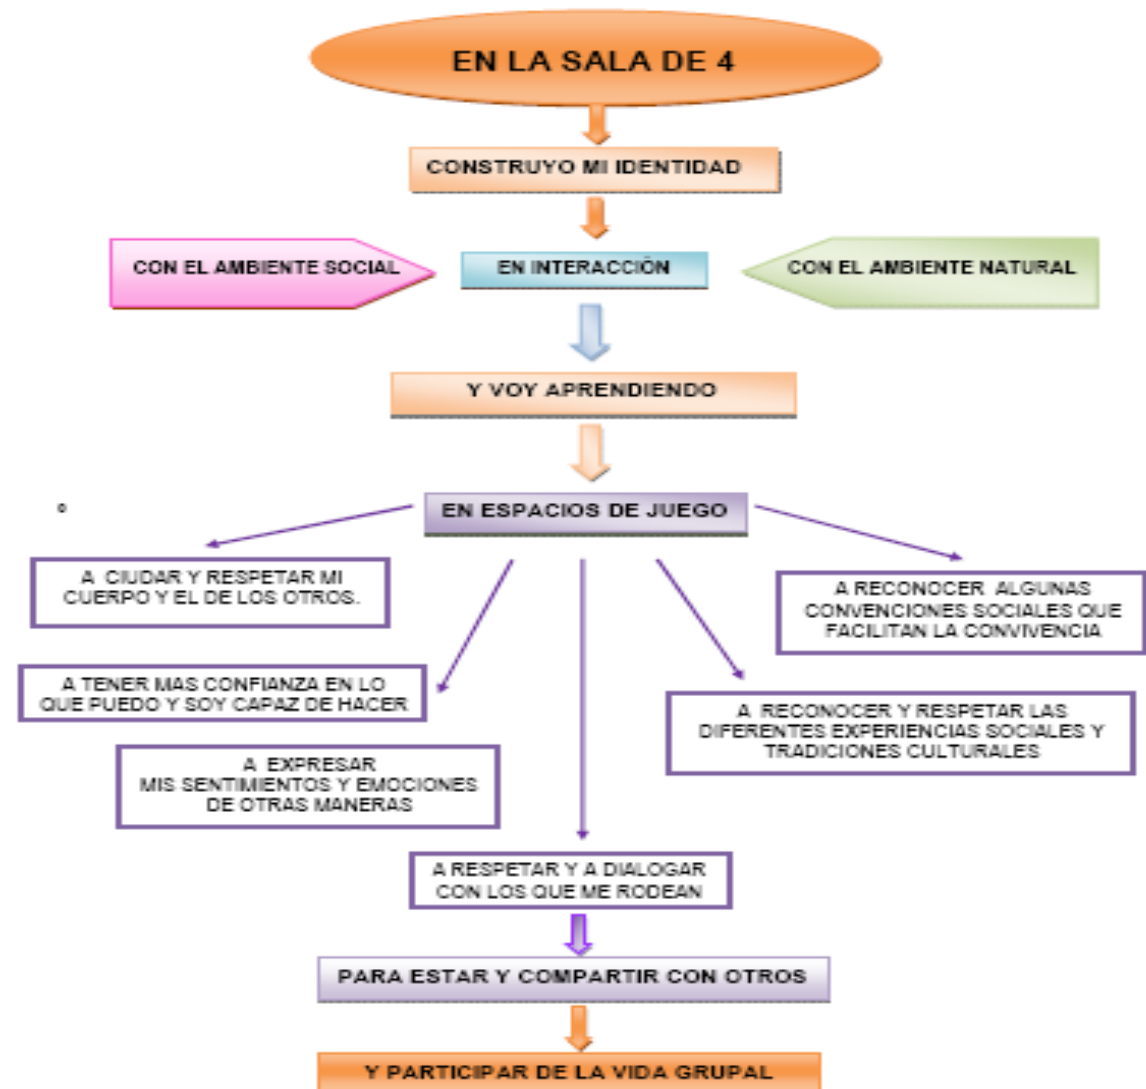 EN LA SALA DE 4
CONSTRUYO MI IDENTIDAD
CON EL AMBIENTE SOCIAL
EN INTERACCIÓN
CON EL AMBIENTE NATURAL
Y VOY APRENDIENDO
EN ESPACIOS DE JUEGO
A CIUDAR Y RESPETAR MI
CUERPO Y EL DE LOS OTROS.
A RECONOCER ALGUNAS
CONVENCIONES SOCIALES QUE
FACILITAN LA CONVIVENCIA
A TENER MAS CONFIANZA EN LO
QUE PUEDO Y SOY CAPAZ DE HACER
A RECONOCER Y RESPETAR LAS
DIFERENTES EXPERIENCIAS SOCIALES Y
TRADICIONES CULTURALES
A EXPRESAR
MIS SENTIMIENTOS Y EMOCIONES
DE OTRAS MANERAS
A RESPETAR Y A DIALOGAR
CON LOS QUE ME RODEAN
PARA ESTAR Y COMPARTIR CON OTROS
Y PARTICIPAR DE LA VIDA GRUPAL